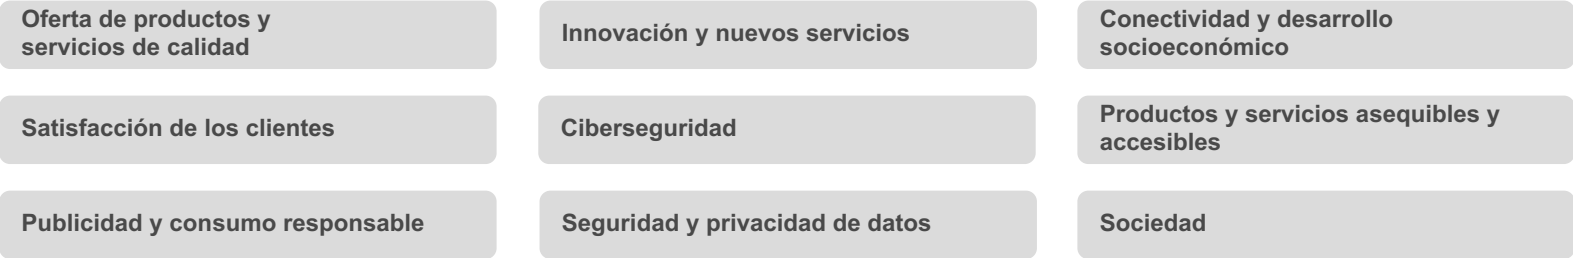 Oferta de productos y
servicios de calidad
Innovación y nuevos servicios
Conectividad y desarrollo
socioeconómico
Satisfacción de los clientes
Ciberseguridad
Productos y servicios asequibles y
accesibles
Publicidad y consumo responsable
Seguridad y privacidad de datos
Sociedad